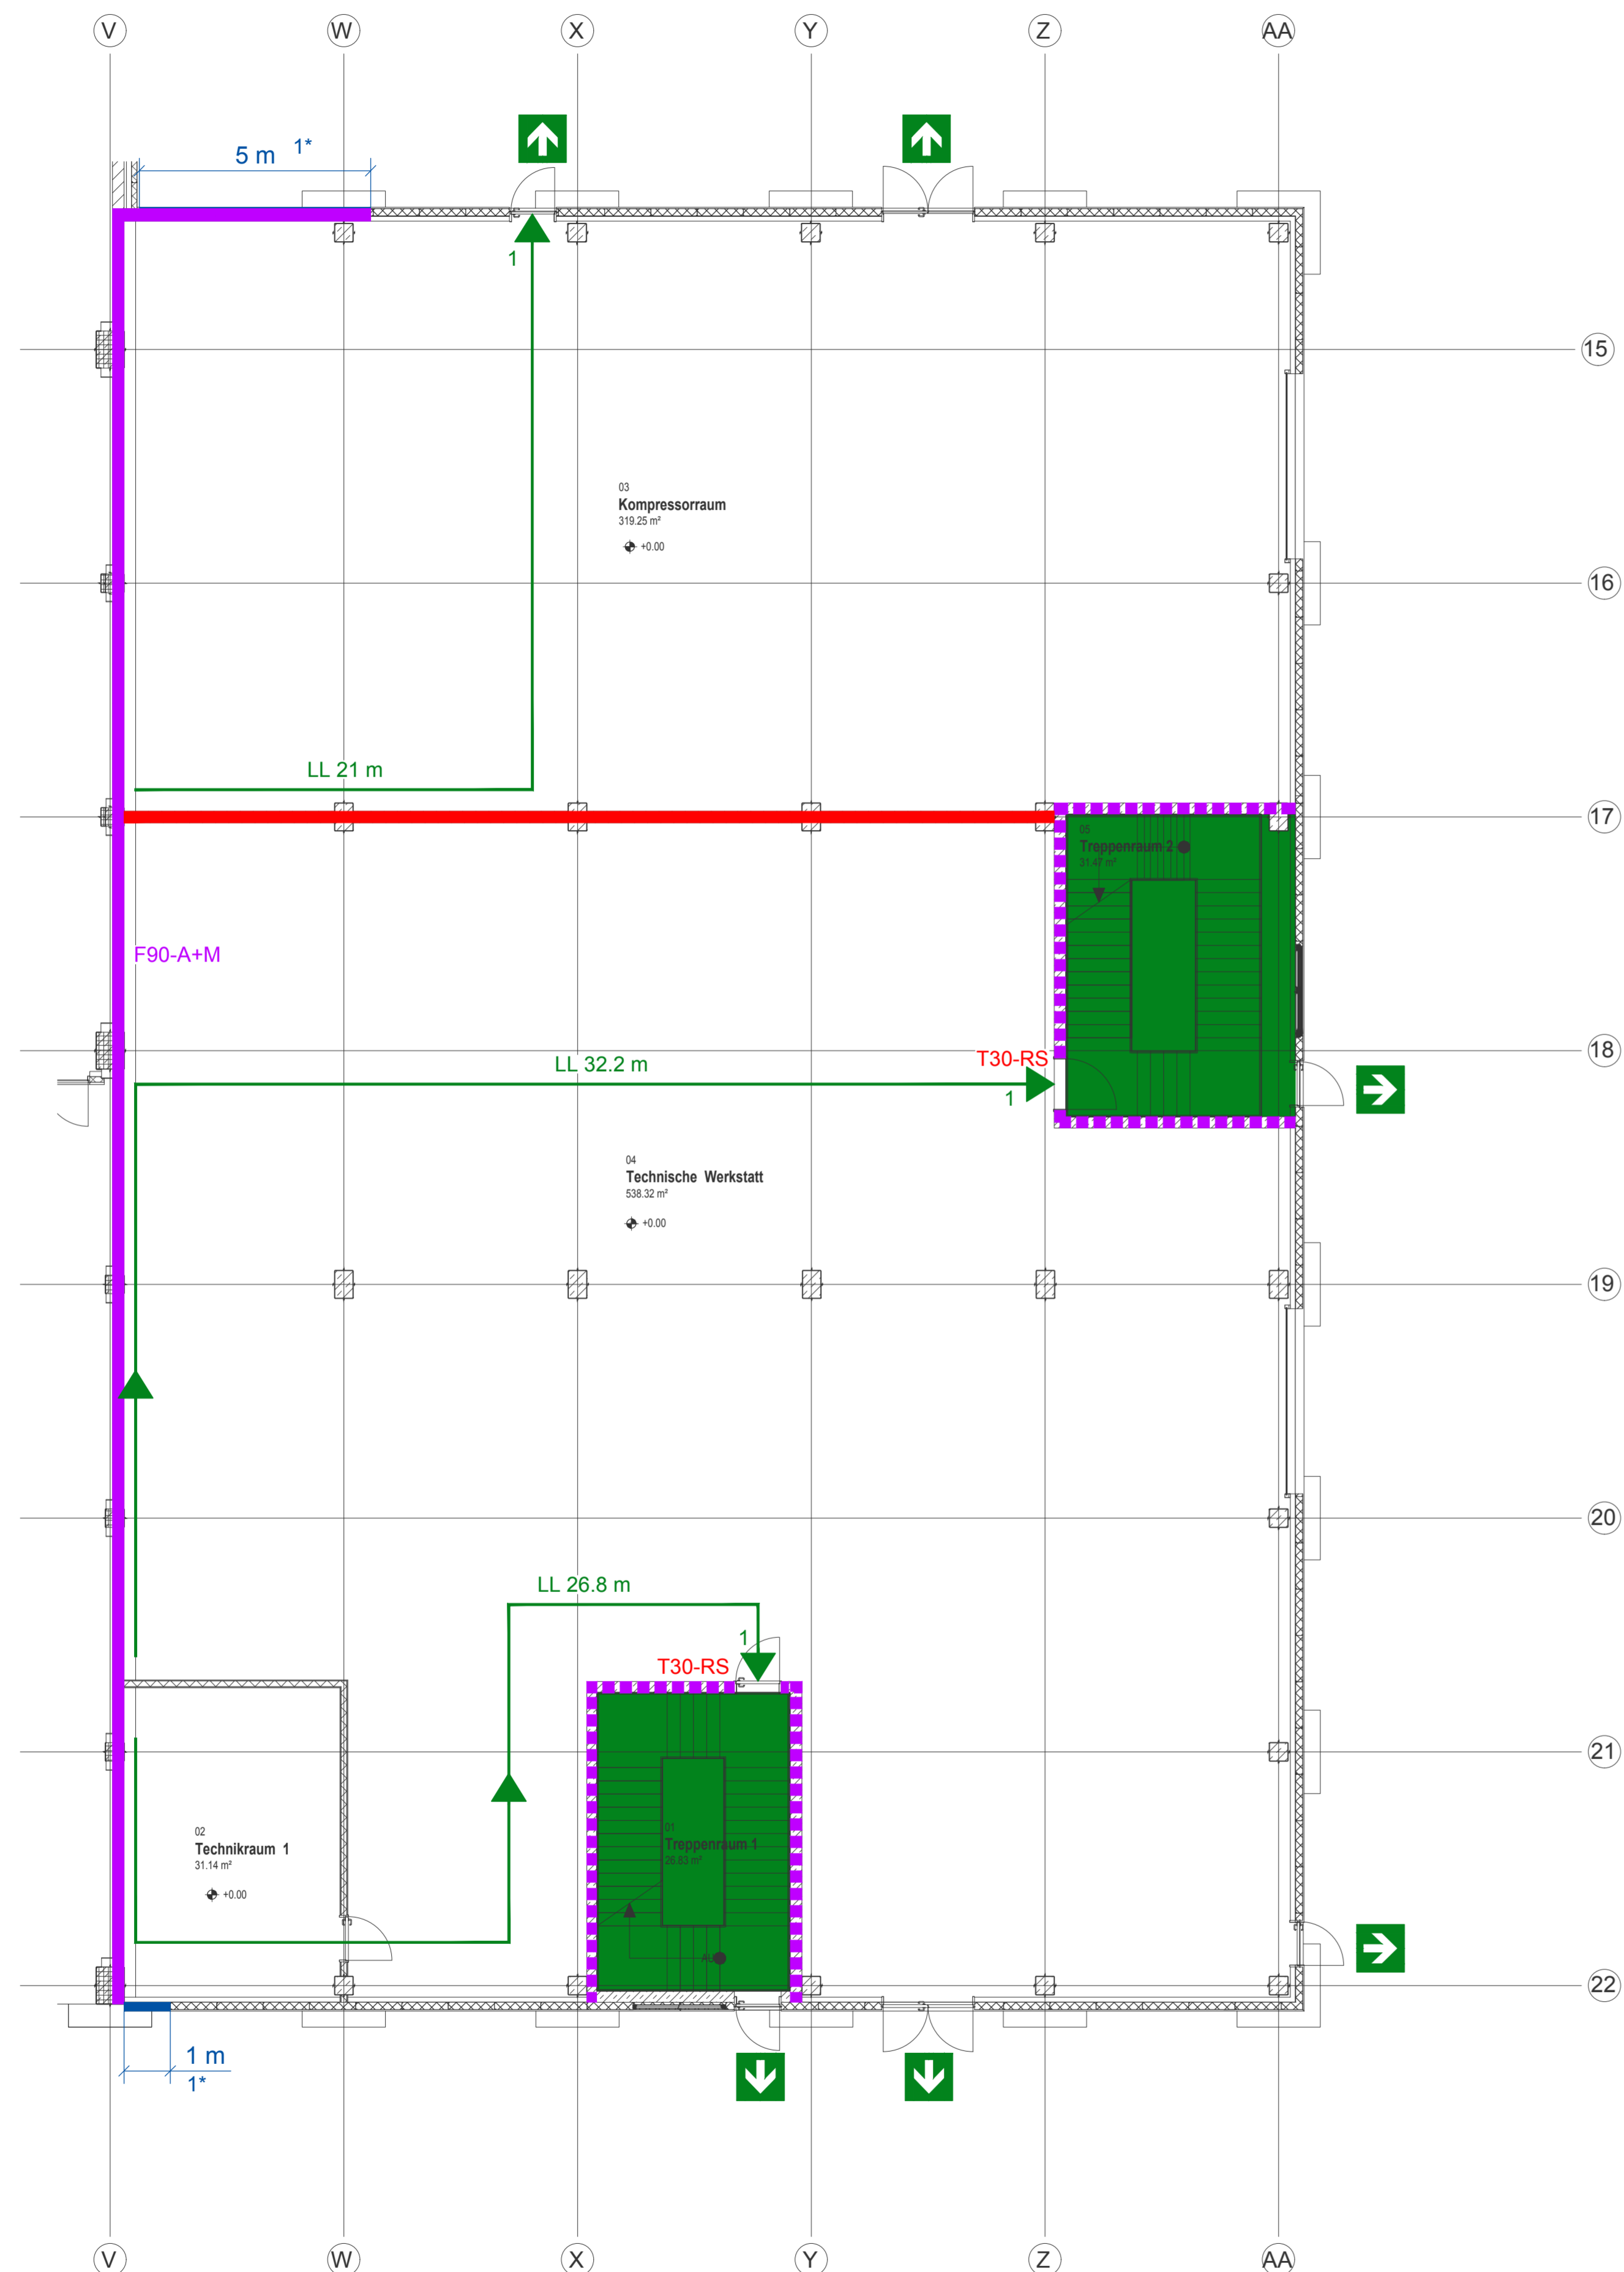 V W X Y Z AA
5 m 1*
1
15
03
Kompressorraum
319.25 m²
+0.00
16
LL 21 m
17
05
Treppenraum 2
31.47 m²
F90-A+M
18
T30-RS
LL 32.2 m
1
04
Technische Werkstatt
538.32 m²
+0.00
19
20
LL 26.8 m
1
T30-RS
21
02
Technikraum 1
31.14 m²
+0.00
01
Treppenraum 1
26.83 m²
22
1 m
1*
V W X Y Z AA